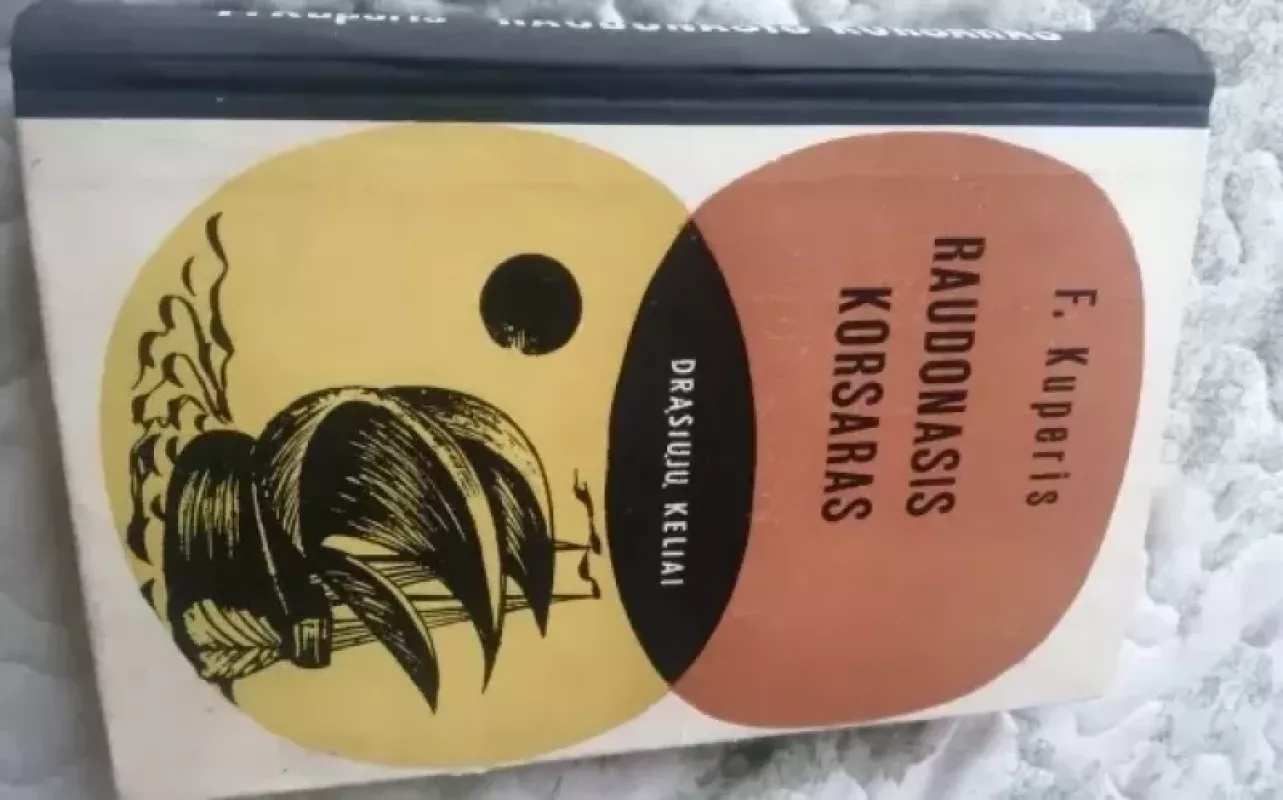 F. Kuperis
RAUDONASIS
KORSARAS
DRĄSIŲJŲ KELIAI